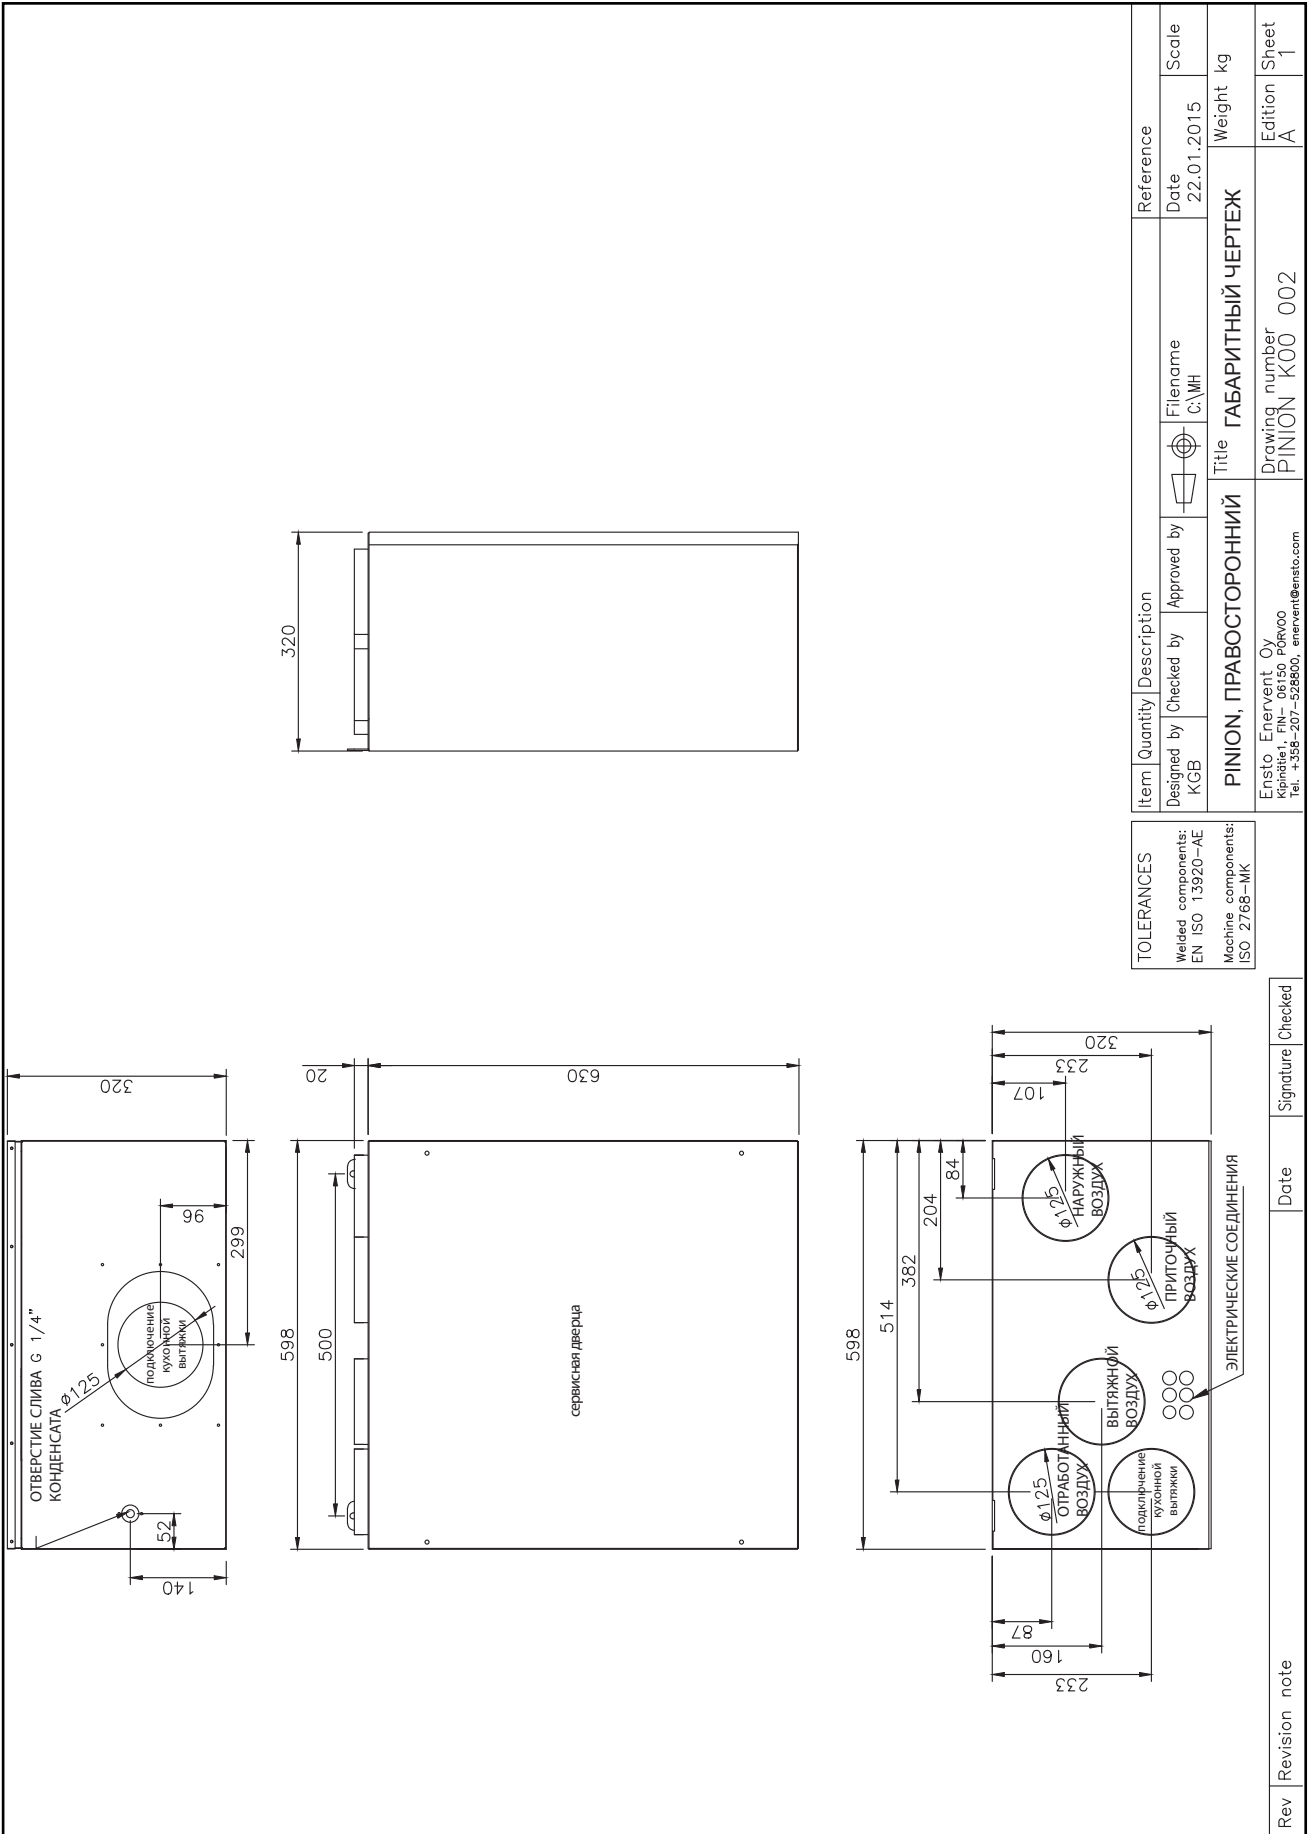 ОТВЕРСТИЕ СЛИВА G 1/4"
КОНДЕНСАТА
ϕ125
подключение
кухонной
вытяжки
52
140
299
96
320
598
500
20
630
сервисная дверца
320
598
514
382
204
84
107
233
320
87
160
233
ϕ125
ОТРАБОТАННЫЙ
ВОЗДУХ
подключение
кухонной
вытяжки
ВЫТЯЖНОЙ
ВОЗДУХ
ϕ125
ПРИТОЧНЫЙ
ВОЗДУХ
ϕ125
НАРУЖНЫЙ
ВОЗДУХ
ЭЛЕКТРИЧЕСКИЕ СОЕДИНЕНИЯ
TOLERANCES
Welded components:
EN ISO 13920-AE
Machine components:
ISO 2768-MK
Item Quantity Description Reference
Designed by Checked by Approved by Filename Date Scale
KGB C:\MH 22.01.2015
PINION, ПРАВОСТОРОННИЙ Title ГАБАРИТНЫЙ ЧЕРТЕЖ Weight kg
Ensto Enervent Oy
Kipinätie1, FIN- 06150 PORVOO
Tel. +358-207-528800, enervent@ensto.com
Drawing number
PINION K00 002
Edition Sheet
A 1
Rev Revision note Date Signature Checked